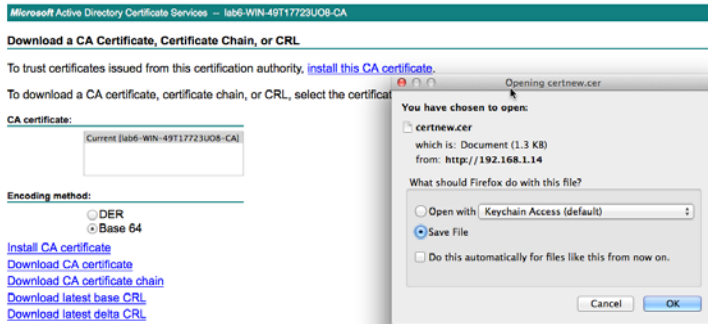 Microsoft Active Directory Certificate Services -- lab6-WIN-49T17723UO8-CA
Download a CA Certificate, Certificate Chain, or CRL
To trust certificates issued from this certification authority, install this CA certificate.
To download a CA certificate, certificate chain, or CRL, select the certificat
CA certificate:
Current [lab6-WIN-49T17723UO8-CA]
Encoding method:
DER
Base 64
Install CA certificate
Download CA certificate
Download CA certificate chain
Download latest base CRL
Download latest delta CRL
Opening certnew.cer
You have chosen to open:
certnew.cer
which is: Document (1.3 KB)
from: http://192.168.1.14
What should Firefox do with this file?
Open with Keychain Access (default)
Save File
Do this automatically for files like this from now on.
Cancel OK